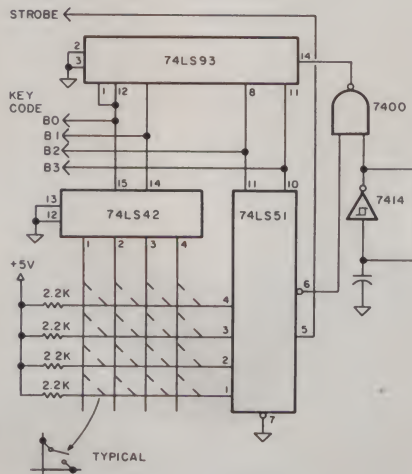 STROBE
2
3
74LS93
14
1
12
8
11
7400
KEY
CODE
B0
B1
B2
B3
15
14
11
10
7414
13
12
74LS42
74LS51
1
2
3
4
+5V
6
2.2K
4
5
2.2K
3
2.2K
2
2.2K
1
7
TYPICAL